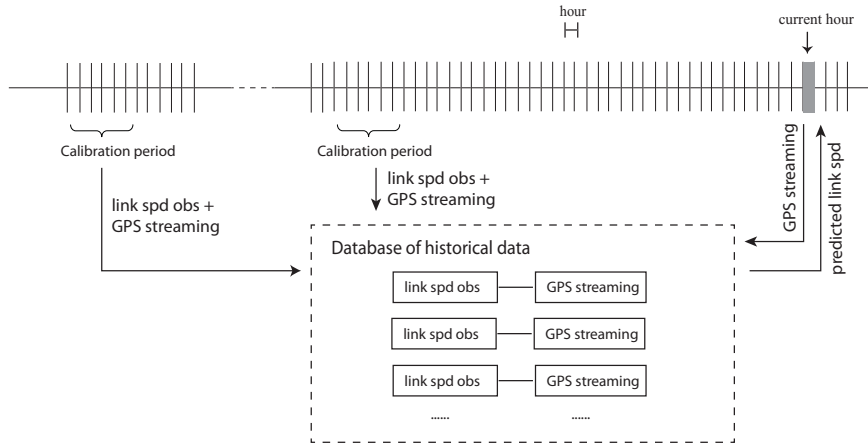 hour
current hour
Calibration period
Calibration period
link spd obs +
GPS streaming
link spd obs +
GPS streaming
GPS streaming
predicted link spd
Database of historical data
link spd obs
GPS streaming
link spd obs
GPS streaming
link spd obs
GPS streaming
......
......